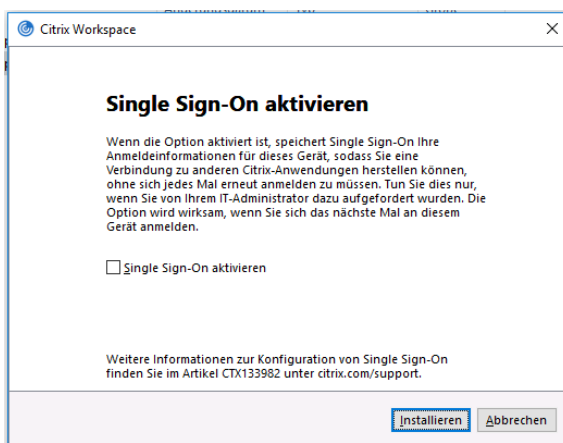 Citrix Workspace
Single Sign-On aktivieren
Wenn die Option aktiviert ist, speichert Single Sign-On Ihre
Anmeldeinformationen für dieses Gerät, sodass Sie eine
Verbindung zu anderen Citrix-Anwendungen herstellen können,
ohne sich jedes Mal erneut anmelden zu müssen. Tun Sie dies nur,
wenn Sie von Ihrem IT-Administrator dazu aufgefordert wurden. Die
Option wird wirksam, wenn Sie sich das nächste Mal an diesem
Gerät anmelden.
Single Sign-On aktivieren
Weitere Informationen zur Konfiguration von Single Sign-On
finden Sie im Artikel CTX133982 unter citrix.com/support.
Installieren Abbrechen